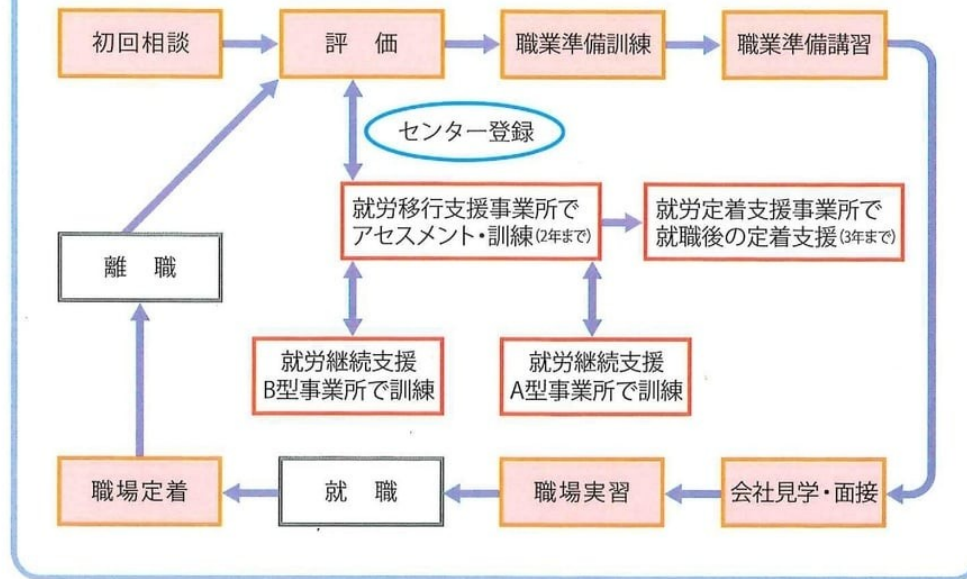 初回相談
評　価
職業準備訓練
職業準備講習
センター登録
就労移行支援事業所で
アセスメント・訓練(2年まで)
就労定着支援事業所で
就職後の定着支援(3年まで)
離　職
就労継続支援
B型事業所で訓練
就労継続支援
A型事業所で訓練
職場定着
就　職
職場実習
会社見学・面接